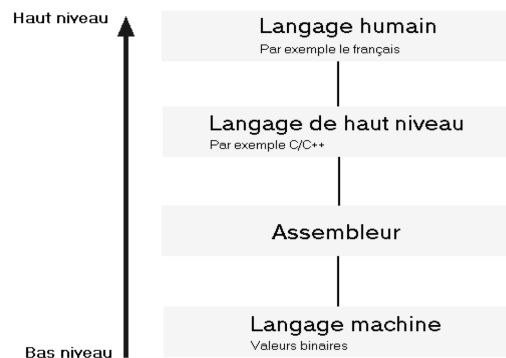 Haut niveau
Langage humain
Par exemple le français
Langage de haut niveau
Par exemple C/C++
Assembleur
Langage machine
Valeurs binaires
Bas niveau